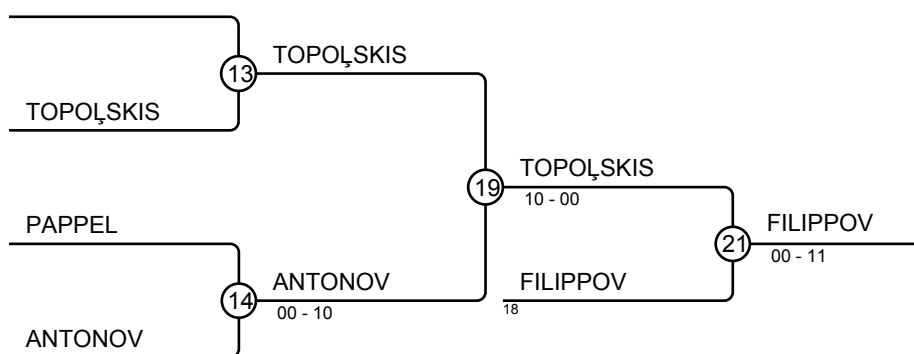 13
TOPOĻSKIS
TOPOĻSKIS
19
TOPOĻSKIS
10 - 00
PAPPEL
21
FILIPPOV
00 - 11
14
ANTONOV
00 - 10
FILIPPOV
18
ANTONOV